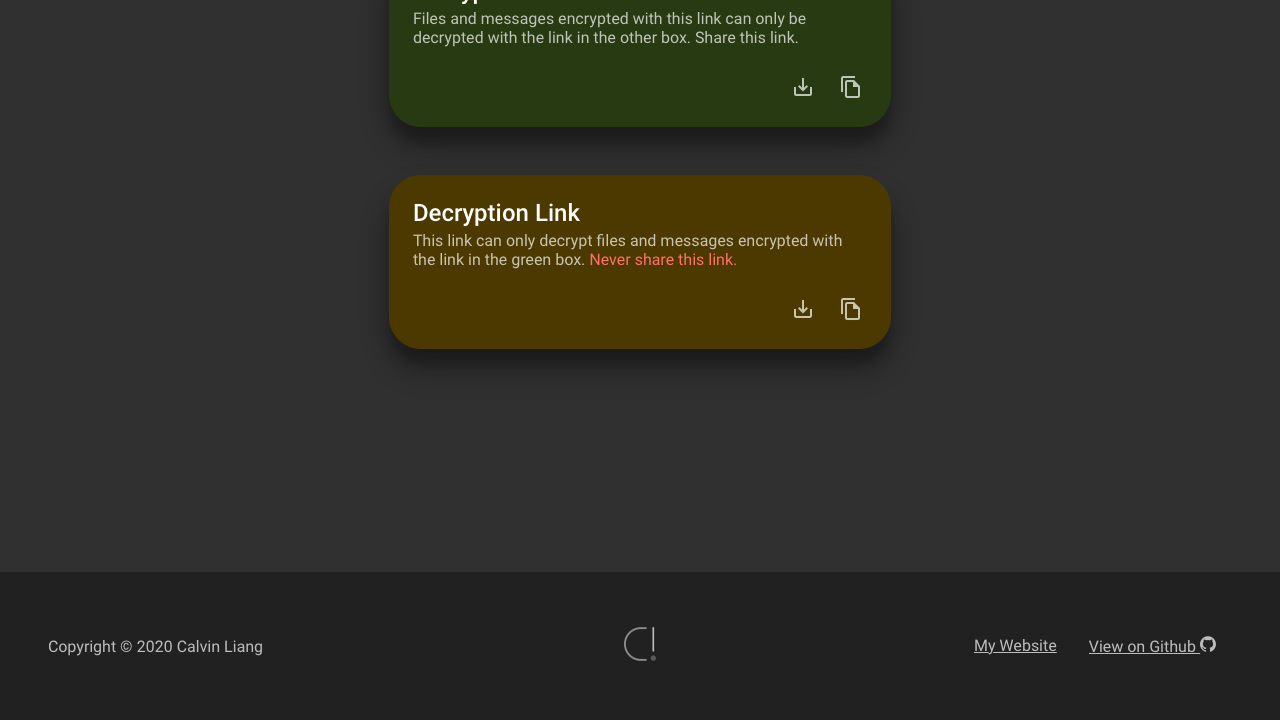 Files and messages encrypted with this link can only be
decrypted with the link in the other box. Share this link.
Decryption Link
This link can only decrypt files and messages encrypted with
the link in the green box. Never share this link.
Copyright © 2020 Calvin Liang
My Website
View on Github